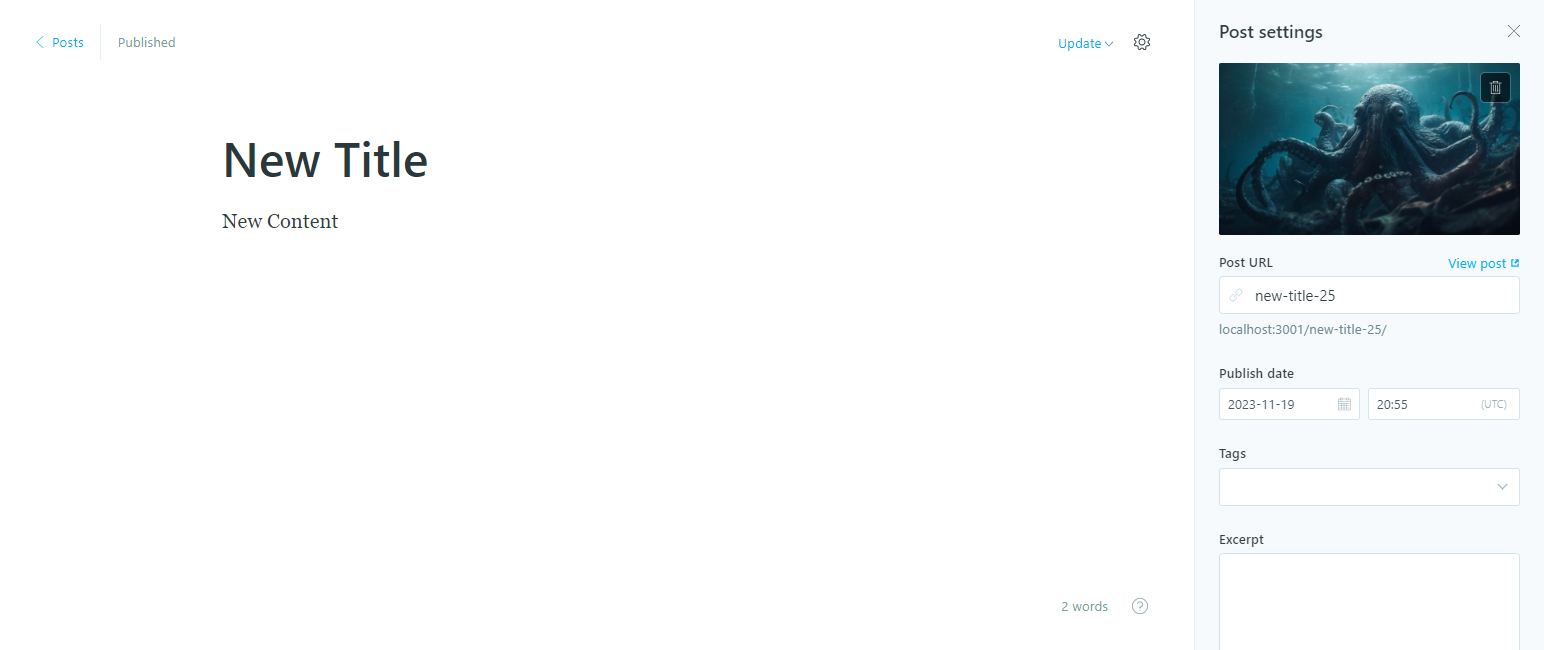 Posts
Published
Update
New Title
New Content
2 words
?
Post settings
Post URL
View post
new-title-25
localhost:3001/new-title-25/
Publish date
2023-11-19
20:55
(UTC)
Tags
Excerpt